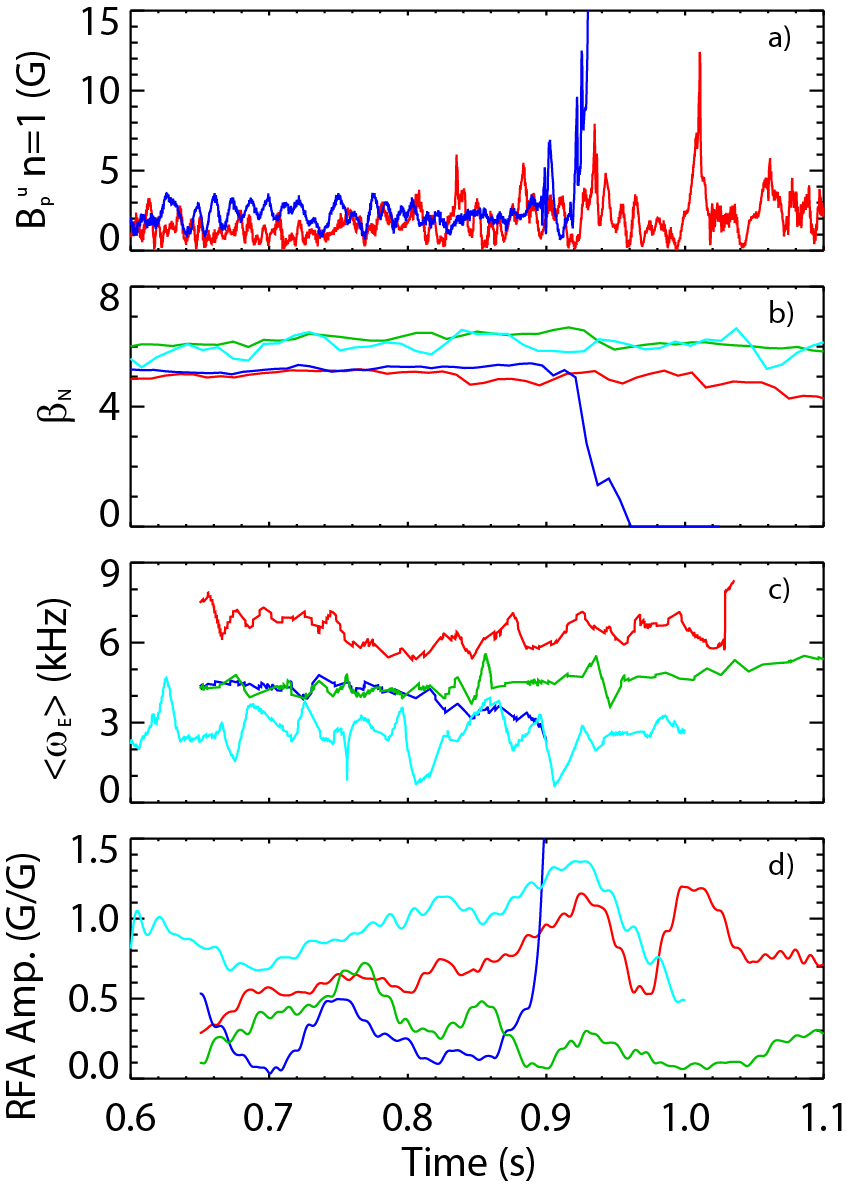 15
10
5
0
B_p^u n=1 (G)
a)
8
4
0
β_N
b)
9
6
3
0
<ω_E> (kHz)
c)
1.5
1.0
0.5
0.0
RFA Amp. (G/G)
d)
0.6 0.7 0.8 0.9 1.0 1.1
Time (s)